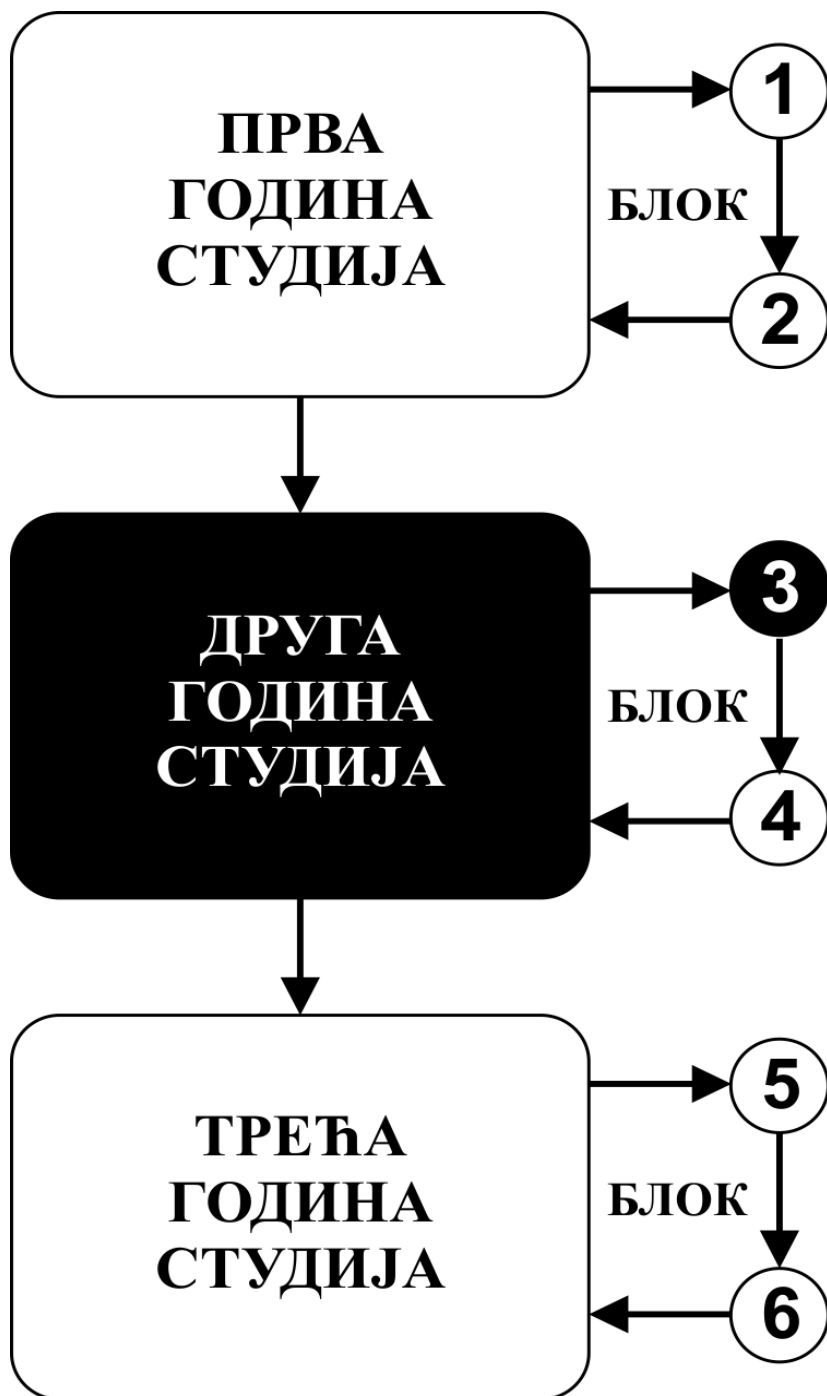 ПРВА
ГОДИНА
СТУДИЈА
1
БЛОК
2
ДРУГА
ГОДИНА
СТУДИЈА
3
БЛОК
4
ТРЕЋА
ГОДИНА
СТУДИЈА
5
БЛОК
6